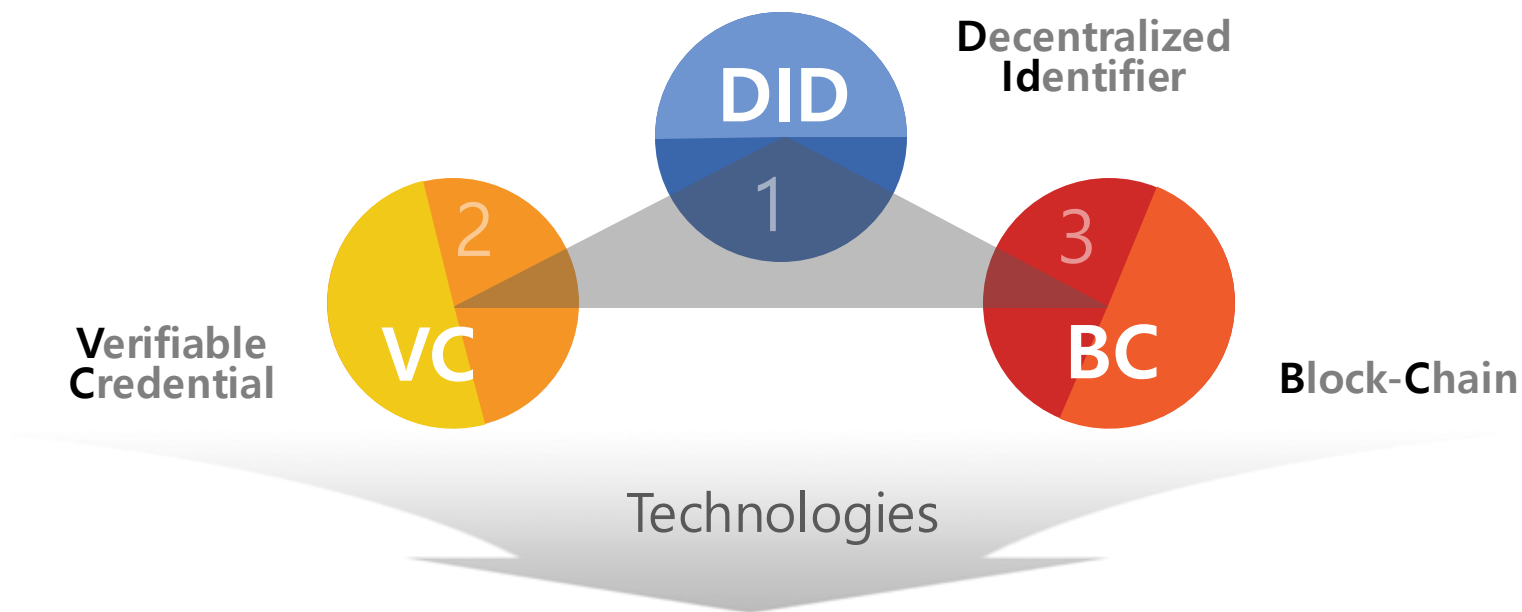 Decentralized
Identifier
DID
1
2
3
Verifiable
Credential
VC
BC
Block-Chain
Technologies